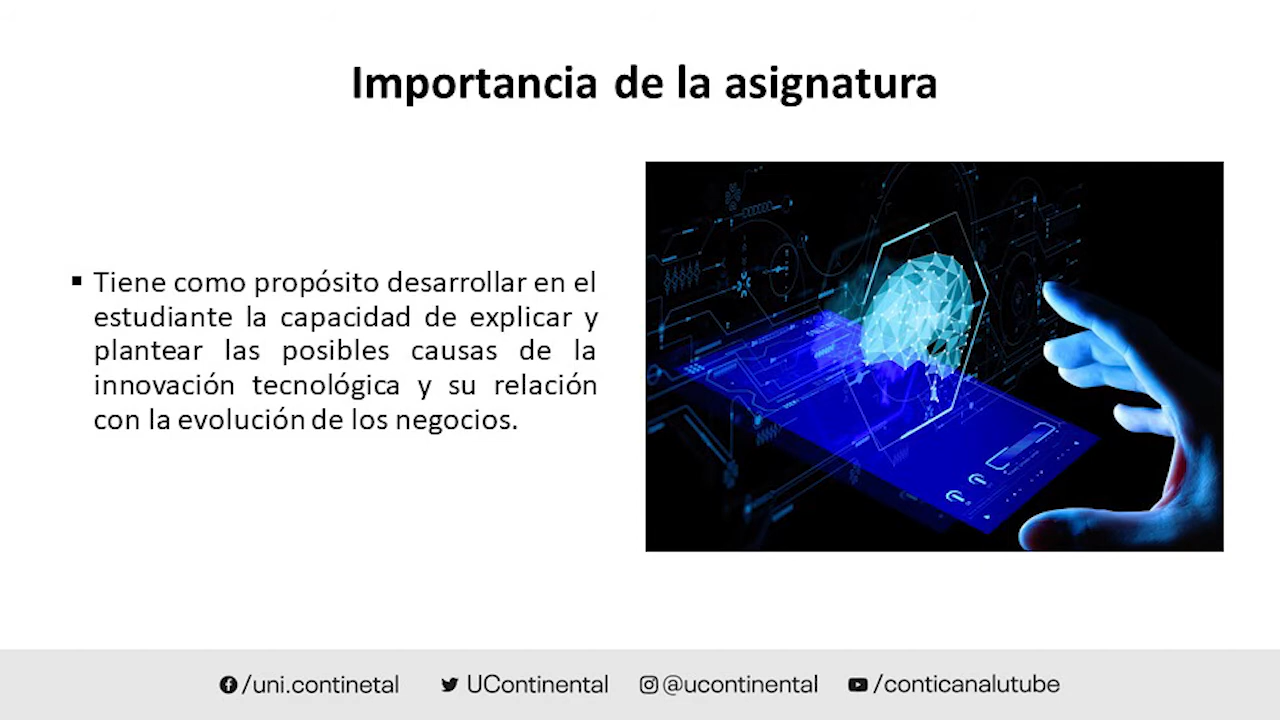 Importancia de la asignatura
▪ Tiene como propósito desarrollar en el
estudiante la capacidad de explicar y
plantear las posibles causas de la
innovación tecnológica y su relación
con la evolución de los negocios.
/uni.continetal UContinental @ucontinental /conticanalutube